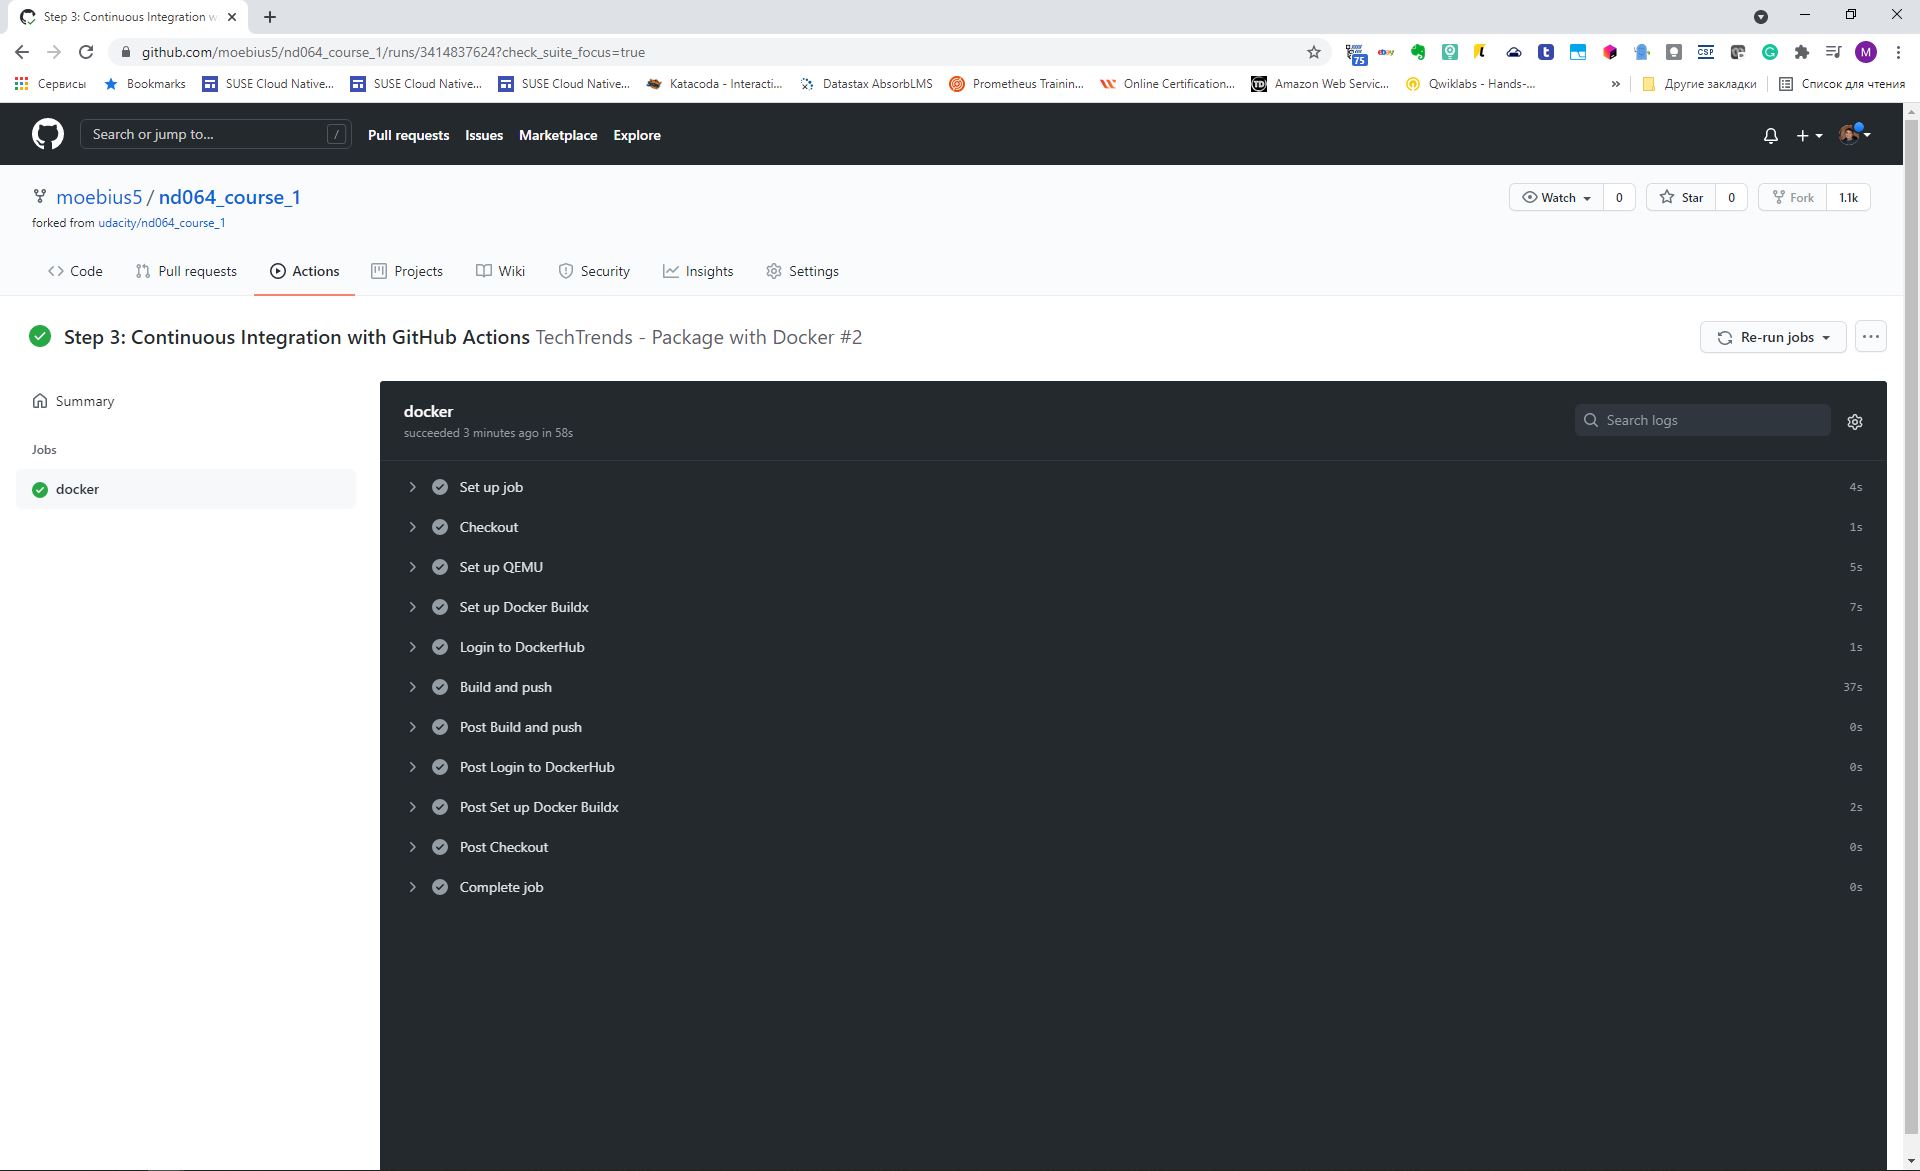 Step 3: Continuous Integration w
github.com/moebius5/nd064_course_1/runs/3414837624?check_suite_focus=true
75
ebay
t
CSP
G
M
Сервисы
Bookmarks
SUSE Cloud Native...
SUSE Cloud Native...
SUSE Cloud Native...
Katacoda - Interacti...
Datastax AbsorbLMS
Prometheus Trainin...
Online Certification...
TD
Amazon Web Servic...
Qwiklabs - Hands-...
»
Другие закладки
Список для чтения
Search or jump to...
/
Pull requests
Issues
Marketplace
Explore
moebius5 / nd064_course_1
Watch
0
Star
0
Fork
1.1k
forked from udacity/nd064_course_1
Code
Pull requests
Actions
Projects
Wiki
Security
Insights
Settings
Step 3: Continuous Integration with GitHub Actions TechTrends - Package with Docker #2
Re-run jobs
Summary
Jobs
docker
docker
succeeded 3 minutes ago in 58s
Search logs
Set up job 4s
Checkout 1s
Set up QEMU 5s
Set up Docker Buildx 7s
Login to DockerHub 1s
Build and push 37s
Post Build and push 0s
Post Login to DockerHub 0s
Post Set up Docker Buildx 2s
Post Checkout 0s
Complete job 0s